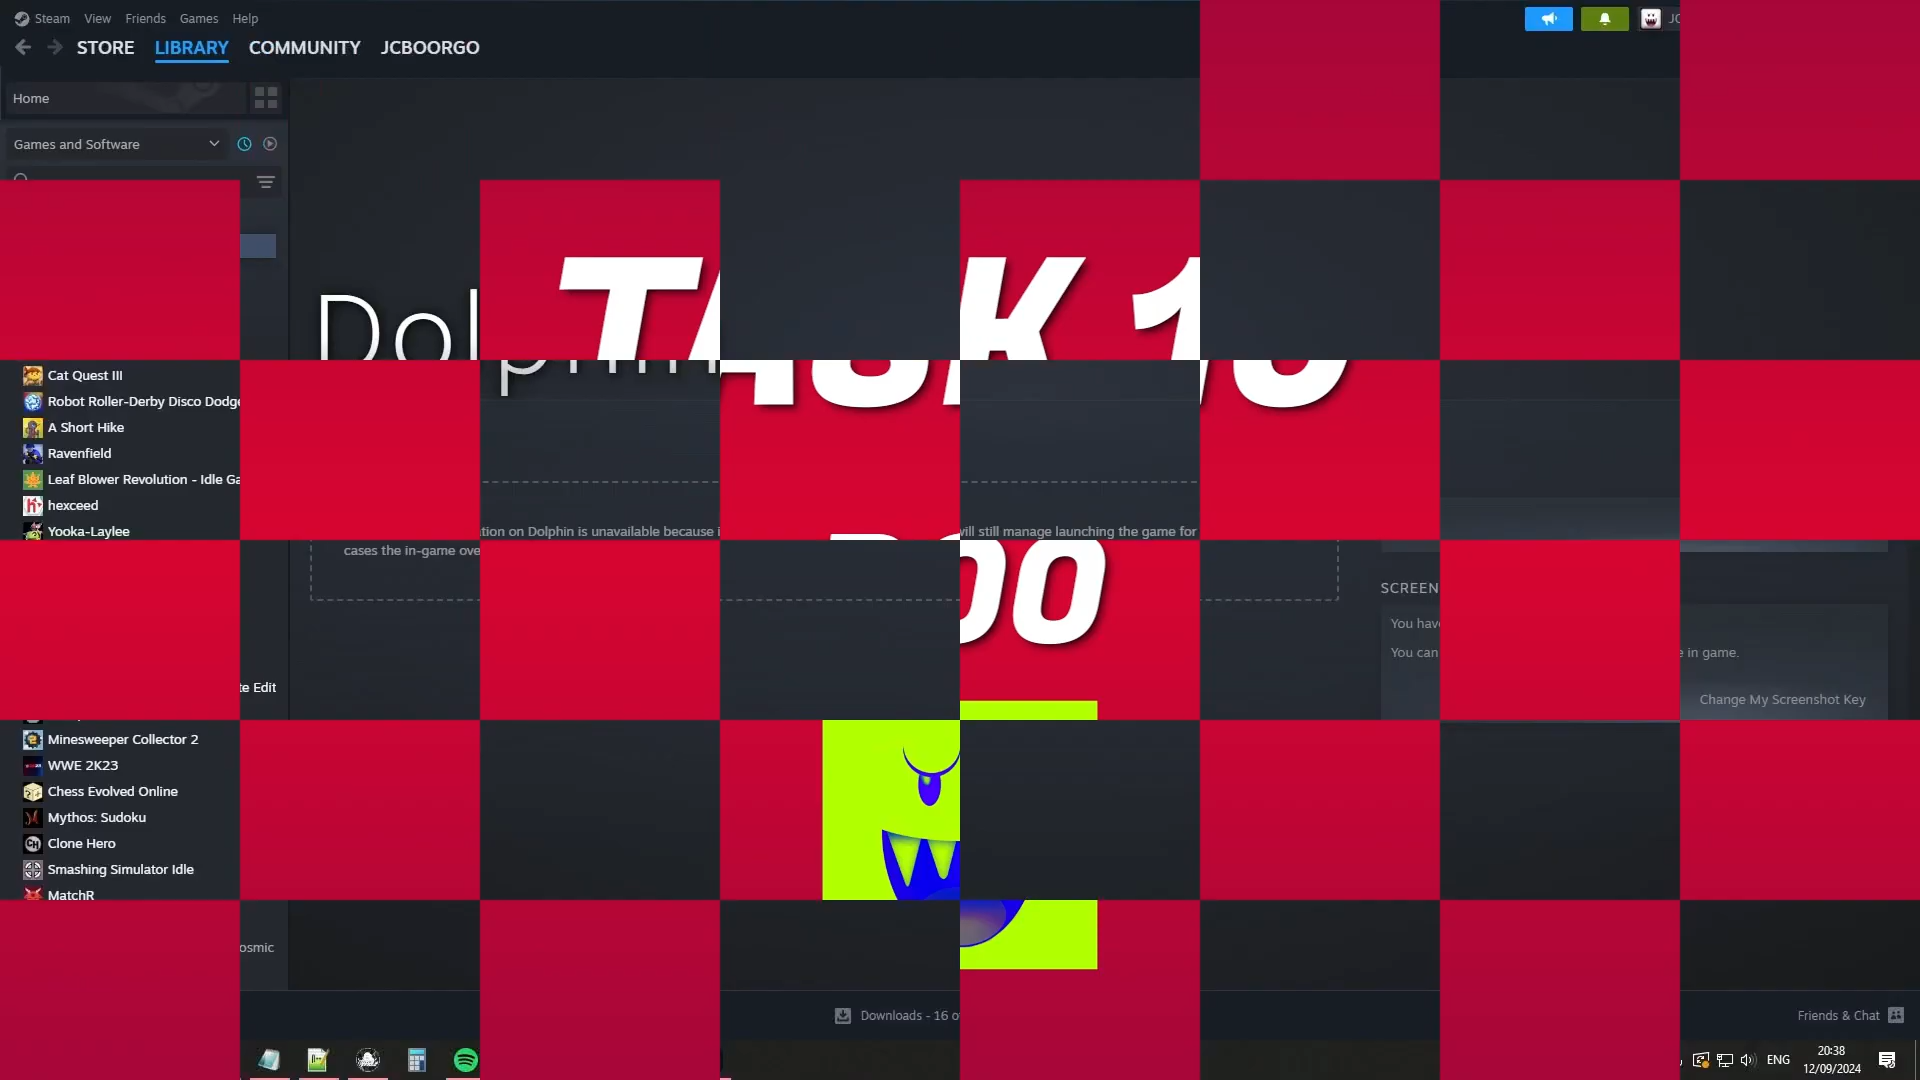 Steam View Friends Games Help
STORE LIBRARY COMMUNITY JCBOORGO
Home
Games and Software
Dol
Cat Quest III
Robot Roller-Derby Disco Dodge
A Short Hike
Ravenfield
Leaf Blower Revolution - Idle Ga
hexceed
Yooka-Laylee
tion on Dolphin is unavailable because i
will still manage launching the game for
cases the in-game ove
SCREEN
You have
You can
e in game.
te Edit
Change My Screenshot Key
Minesweeper Collector 2
WWE 2K23
Chess Evolved Online
Mythos: Sudoku
Clone Hero
Smashing Simulator Idle
MatchR
osmic
Downloads - 16 o
Friends & Chat
ENG
20:38
12/09/2024